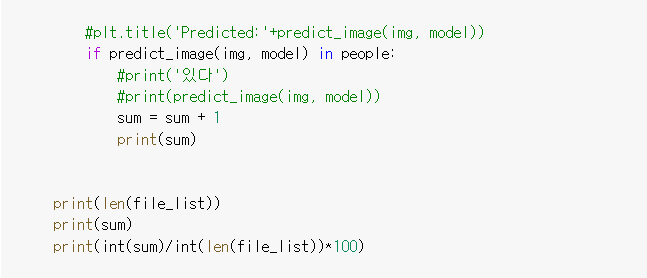 #plt.title('Predicted:'+predict_image(img, model))
if predict_image(img, model) in people:
#print('있다')
#print(predict_image(img, model))
sum = sum + 1
print(sum)
print(len(file_list))
print(sum)
print(int(sum)/int(len(file_list))*100)